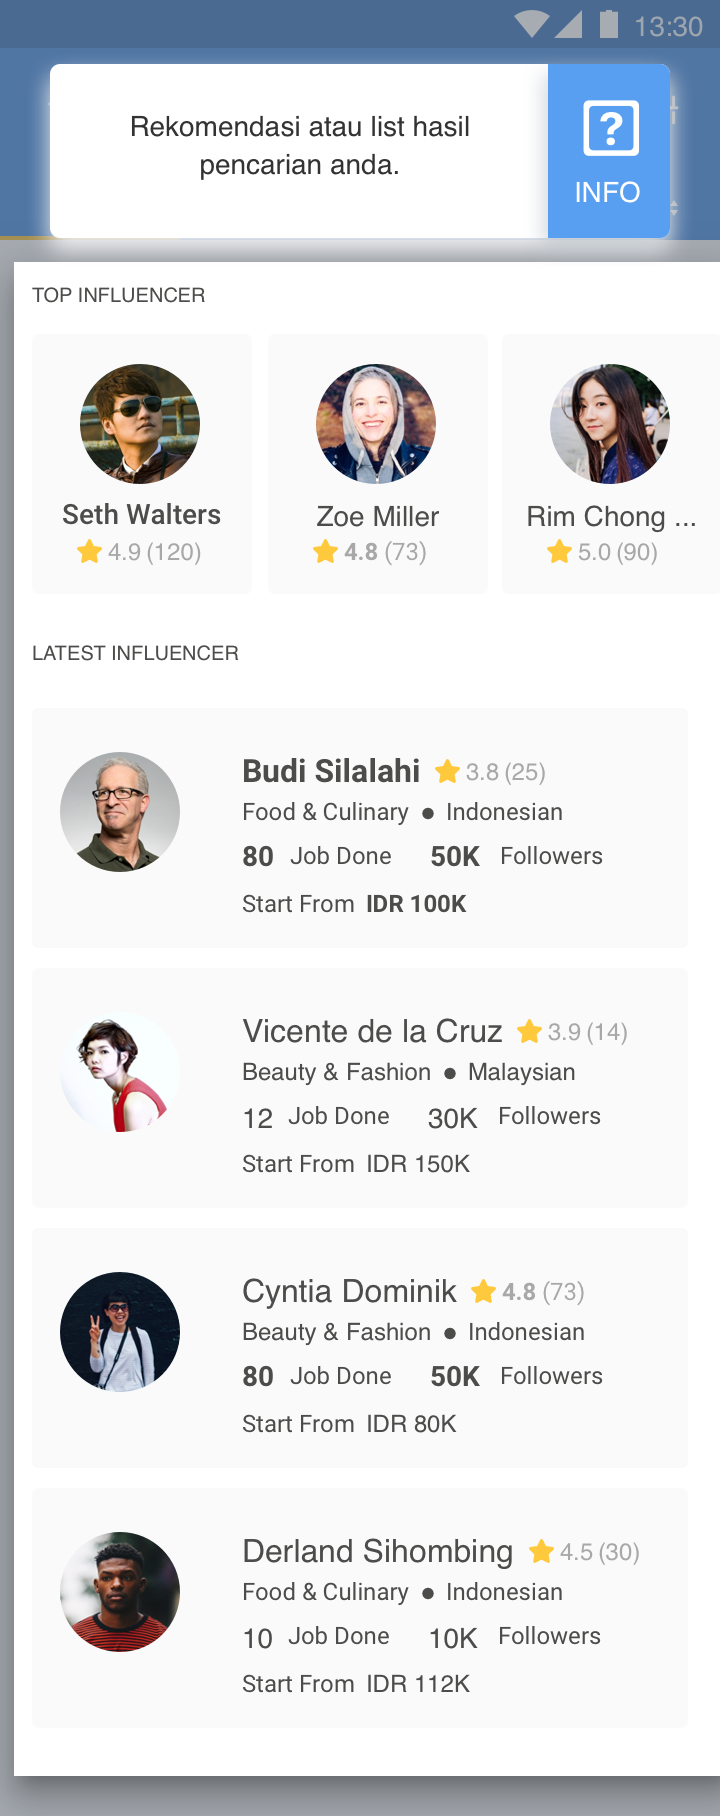 13:30
Rekomendasi atau list hasil
pencarian anda.
INFO
TOP INFLUENCER
Seth Walters
4.9 (120)
Zoe Miller
4.8 (73)
Rim Chong ...
5.0 (90)
LATEST INFLUENCER
Budi Silalahi 3.8 (25)
Food & Culinary ● Indonesian
80 Job Done 50K Followers
Start From IDR 100K
Vicente de la Cruz 3.9 (14)
Beauty & Fashion ● Malaysian
12 Job Done 30K Followers
Start From IDR 150K
Cyntia Dominik 4.8 (73)
Beauty & Fashion ● Indonesian
80 Job Done 50K Followers
Start From IDR 80K
Derland Sihombing 4.5 (30)
Food & Culinary ● Indonesian
10 Job Done 10K Followers
Start From IDR 112K